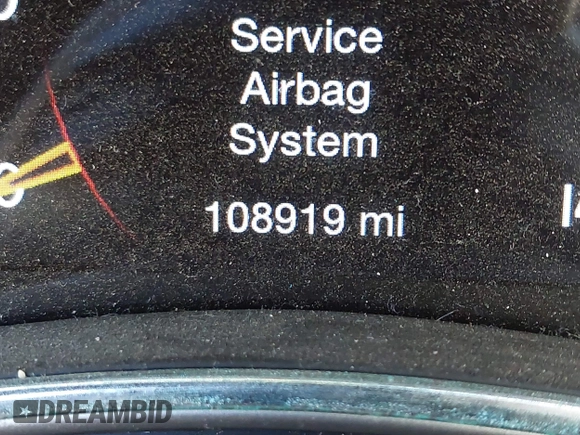 Service
Airbag
System
108919 mi
DREAMBID